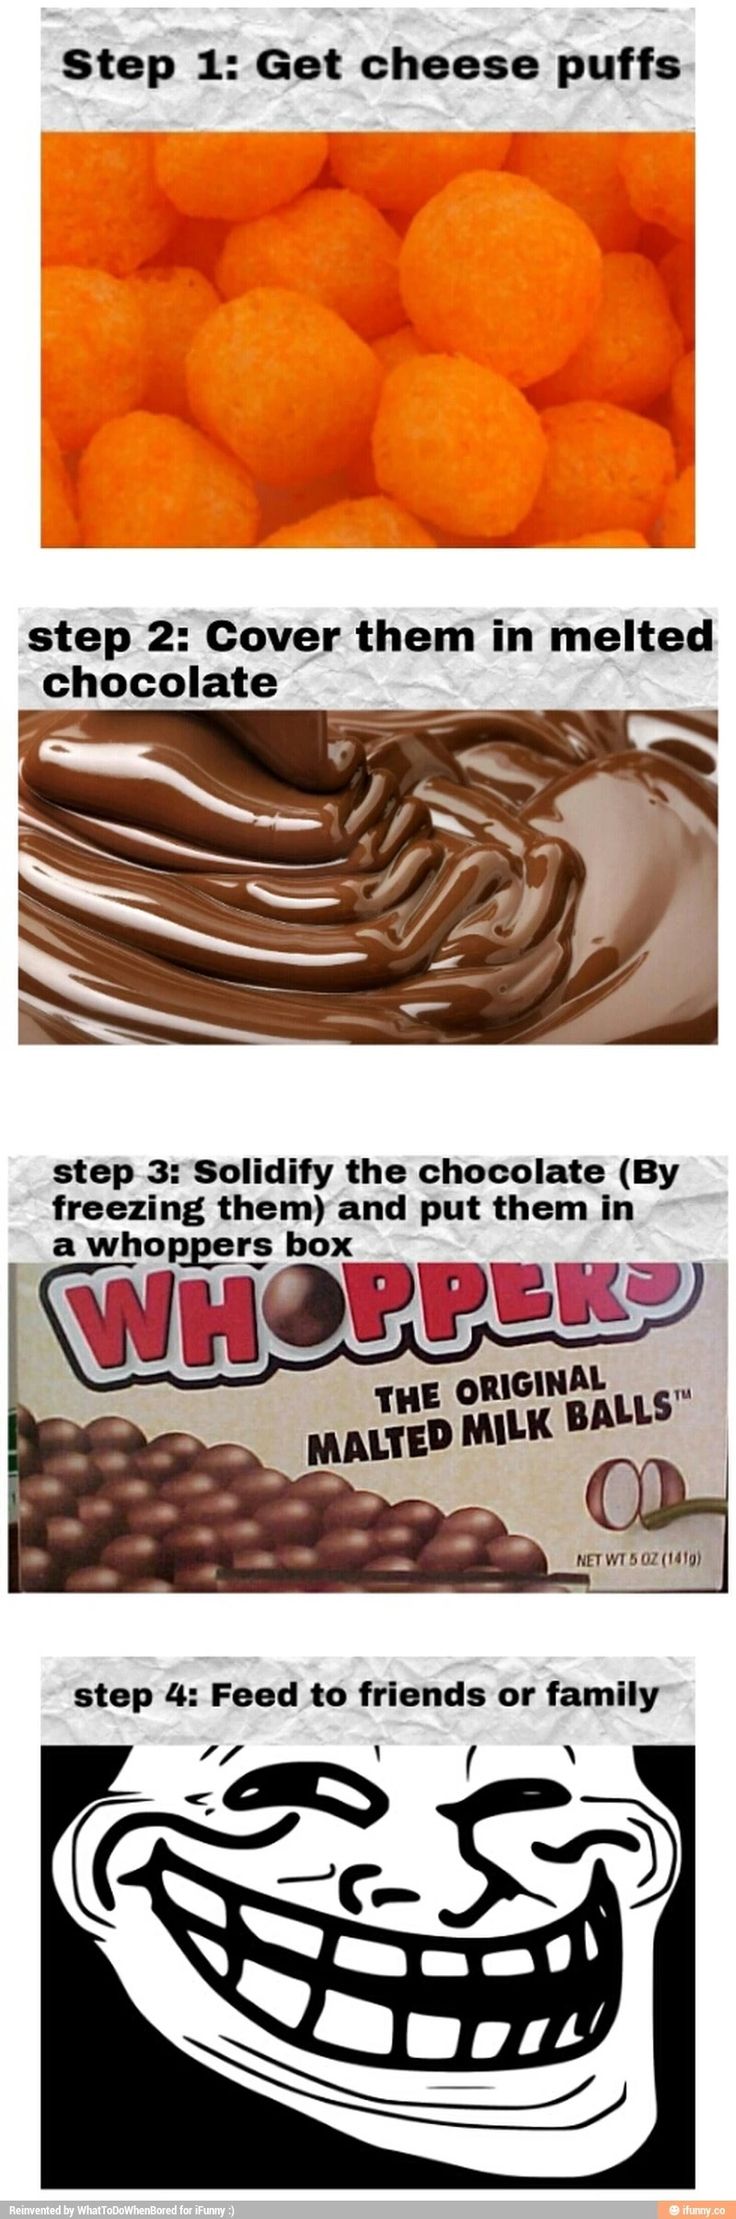 Step 1: Get cheese puffs
step 2: Cover them in melted
chocolate
step 3: Solidify the chocolate (By
freezing them) and put them in
a whoppers box
WHOPPERS
THE ORIGINAL
MALTED MILK BALLS™
NET WT 5 OZ (141g)
step 4: Feed to friends or family
Reinvented by WhatToDoWhenBored for iFunny :)
ifunny.co